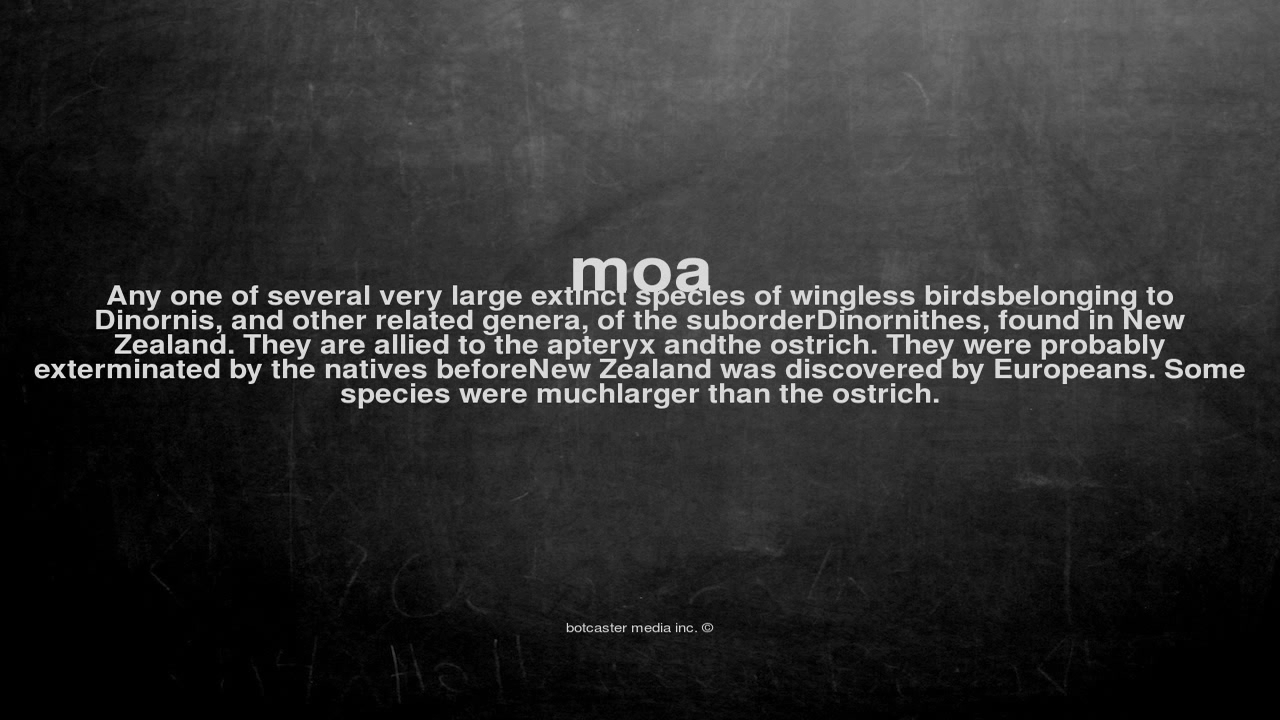 moa
Any one of several very large extinct species of wingless birdsbelonging to
Dinornis, and other related genera, of the suborderDinornithes, found in New
Zealand. They are allied to the apteryx andthe ostrich. They were probably
exterminated by the natives beforeNew Zealand was discovered by Europeans. Some
species were muchlarger than the ostrich.
botcaster media inc. ©